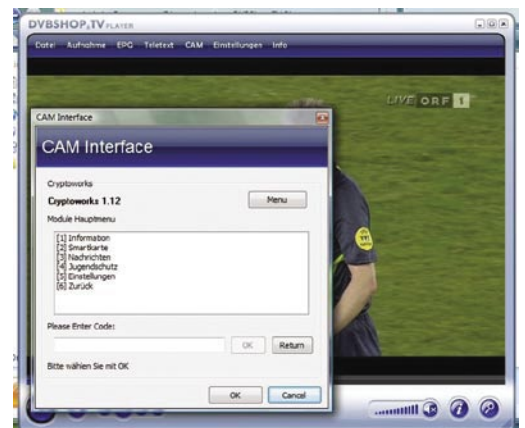 DVBSHOP,TV PLAYER
Datei Aufnahme EPG Teletext CAM Einstellungen Info
LIVE ORF 1
CAM Interface
CAM Interface
Cryptoworks
Cryptoworks 1.12
Menu
Module Hauptmenu
[1] Information
[2] Smartkarte
[3] Nachrichten
[4] Jugendschutz
[5] Einstellungen
[6] Zurück
Please Enter Code:
OK Return
Bitte wählen Sie mit OK
OK Cancel